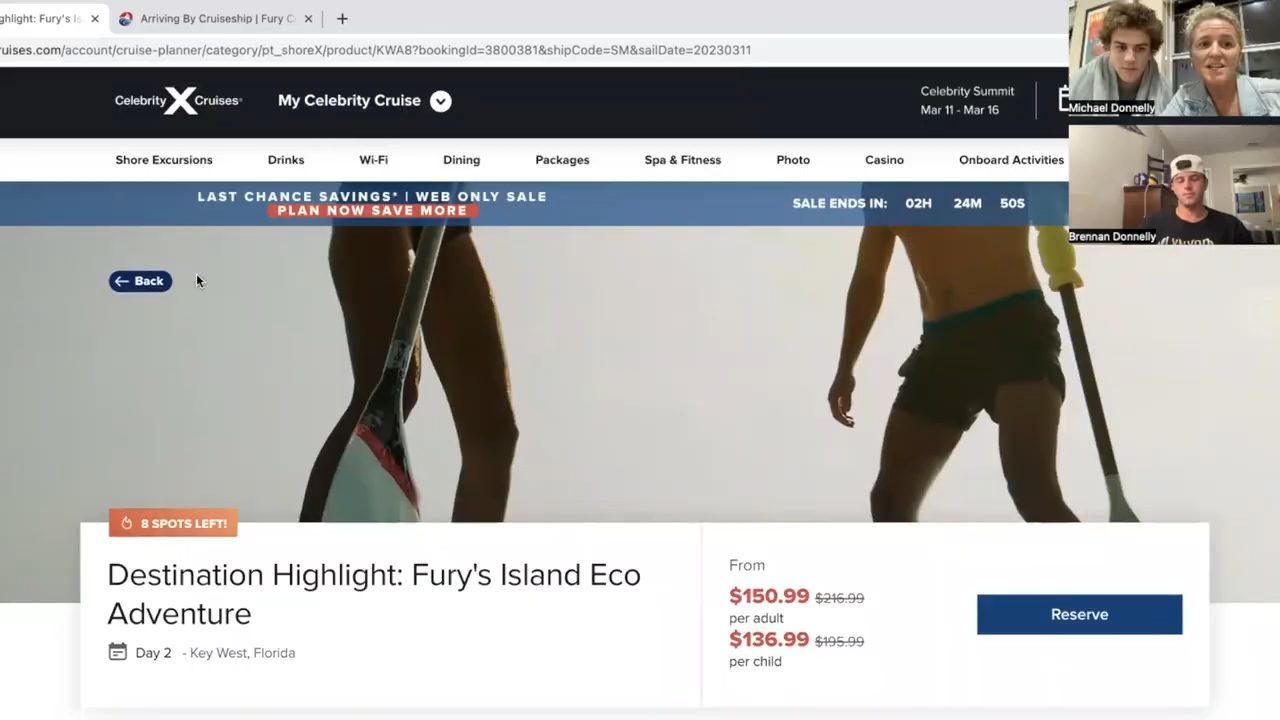 ghlight: Fury's Is
Arriving By Cruiseship | Fury C
ruises.com/account/cruise-planner/category/pt_shoreX/product/KWA8?bookingId=3800381&shipCode=SM&sailDate=20230311
Celebrity X Cruises®
My Celebrity Cruise
Celebrity Summit
Mar 11 - Mar 16
Shore Excursions Drinks Wi-Fi Dining Packages Spa & Fitness Photo Casino Onboard Activities
LAST CHANCE SAVINGS* | WEB ONLY SALE
PLAN NOW SAVE MORE
SALE ENDS IN: 02H 24M 50S
Michael Donnelly
Brennan Donnelly
← Back
8 SPOTS LEFT!
Destination Highlight: Fury's Island Eco
Adventure
Day 2 - Key West, Florida
From
$150.99 $216.99
per adult
$136.99 $195.99
per child
Reserve